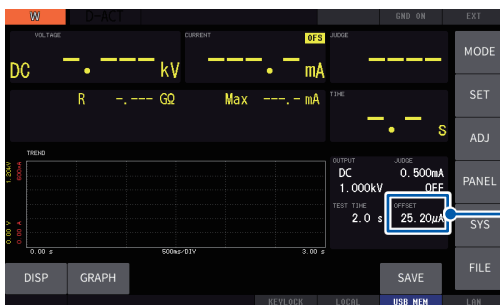 W D-ACT GND ON EXT
VOLTAGE CURRENT OFS JUDGE
DC -.--- kV ---.- mA ----
MODE
R -.--- GΩ Max ---.- mA TIME
-.- s
SET
ADJ
TREND
1.20kV
600mA
0.00 V
0.00 A
0.00 s 500ms/DIV 3.00 s
OUTPUT JUDGE
DC 0.500mA
1.000kV OFF
TEST TIME OFFSET
2.0 s 25.20μA
PANEL
SYS
DISP GRAPH SAVE FILE
KEYLOCK LOCAL USB MEM LAN